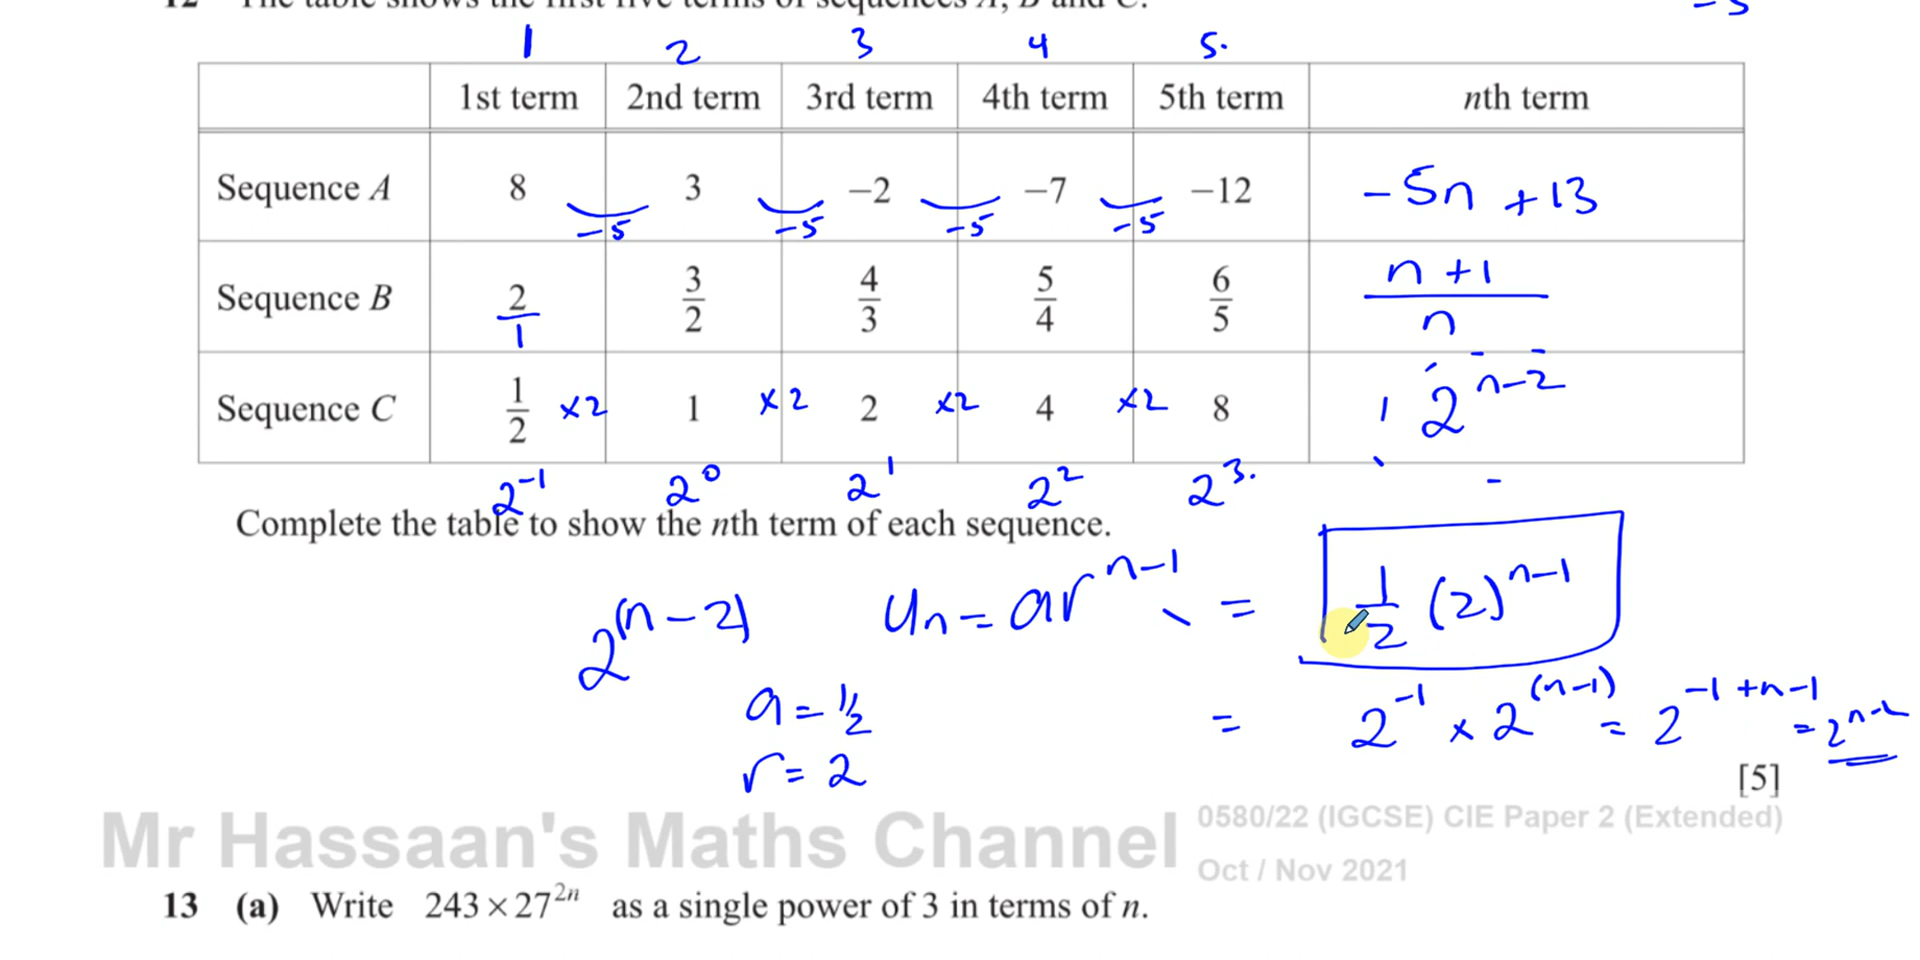 12 The table shows the first five terms of sequences A, B and C.
-5
1 2 3 4 5.
1st term 2nd term 3rd term 4th term 5th term nth term
Sequence A 8 3 −2 −7 −12 -5n + 13
-5 -5 -5 -5
Sequence B 2/1 3/2 4/3 5/4 6/5 n+1/n
Sequence C 1/2 ×2 1 ×2 2 ×2 4 ×2 8 2^(n-2)
2^-1 2^0 2^1 2^2 2^3.
Complete the table to show the nth term of each sequence.
2^(n-2) Un = ar^(n-1) = 1/2 (2)^(n-1)
a = 1/2
= 2^-1 × 2^(n-1) = 2^(-1+n-1) = 2^(n-2)
r = 2
[5]
Mr Hassaan's Maths Channel
0580/22 (IGCSE) CIE Paper 2 (Extended)
Oct / Nov 2021
13 (a) Write 243 × 27^2n as a single power of 3 in terms of n.